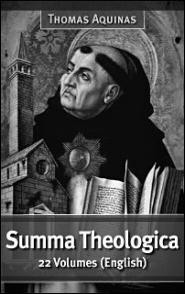 THOMAS AQUINAS
Summa Theologica
22 Volumes (English)